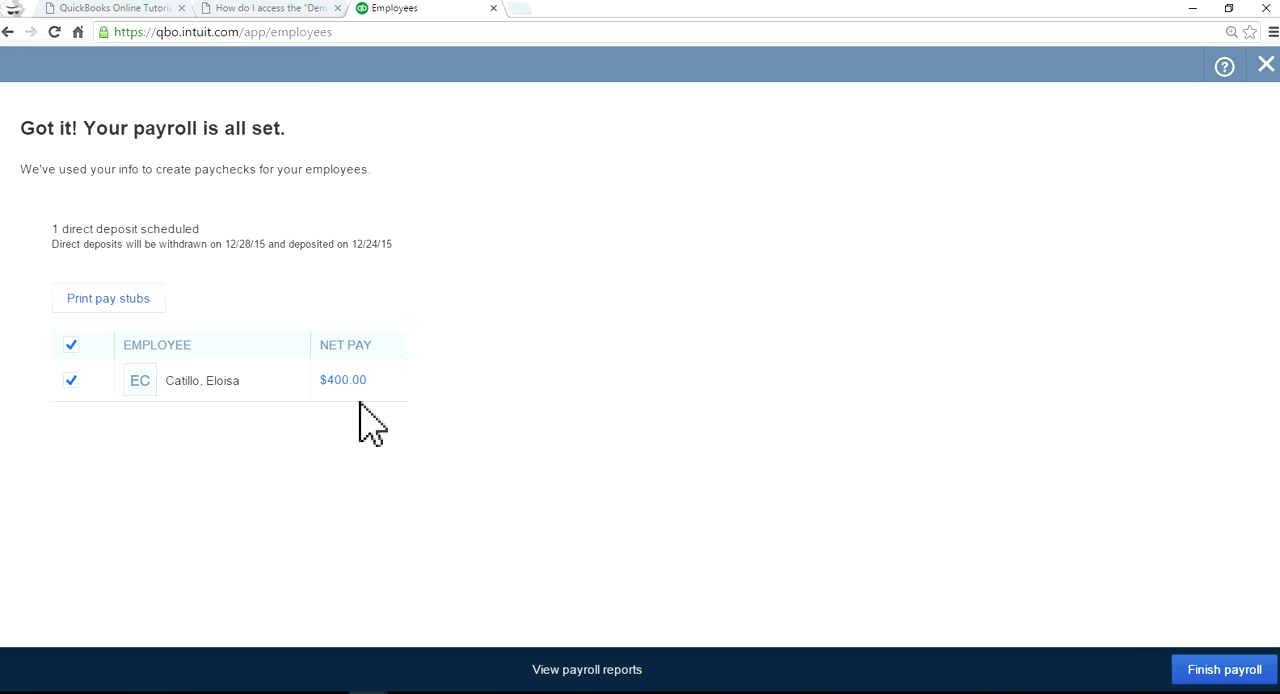 QuickBooks Online Tutori
How do I access the "Dem
Employees
https://qbo.intuit.com/app/employees
Got it! Your payroll is all set.
We've used your info to create paychecks for your employees.
1 direct deposit scheduled
Direct deposits will be withdrawn on 12/28/15 and deposited on 12/24/15
Print pay stubs
EMPLOYEE NET PAY
EC Catillo, Eloisa $400.00
View payroll reports
Finish payroll